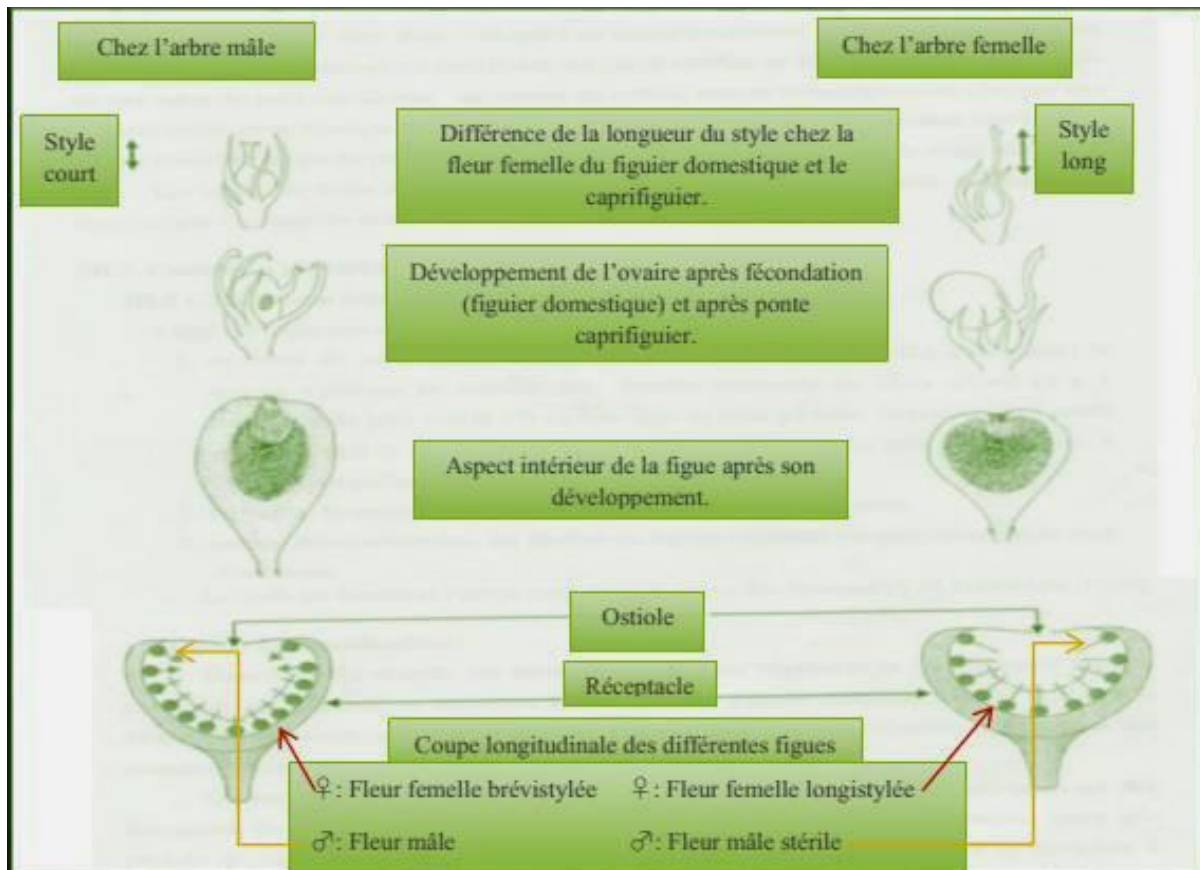 Chez l'arbre mâle
Chez l'arbre femelle
Style
court
Différence de la longueur du style chez la
fleur femelle du figuier domestique et le
caprifiguier.
Style
long
Développement de l'ovaire après fécondation
(figuier domestique) et après ponte
caprifiguier.
Aspect intérieur de la figue après son
développement.
Ostiole
Réceptacle
Coupe longitudinale des différentes figues
♀: Fleur femelle brévistylée ♀: Fleur femelle longistylée
♂: Fleur mâle ♂: Fleur mâle stérile